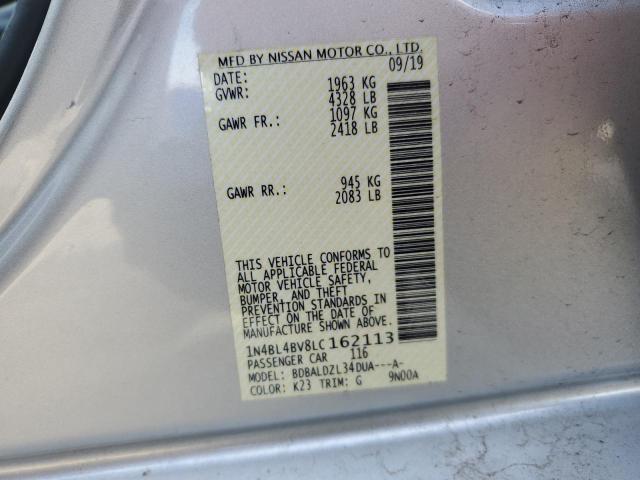 MFD BY NISSAN MOTOR CO., LTD.
DATE: 09/19
GVWR: 1963 KG
4328 LB
GAWR FR.: 1097 KG
2418 LB
GAWR RR.: 945 KG
2083 LB
THIS VEHICLE CONFORMS TO
ALL APPLICABLE FEDERAL
MOTOR VEHICLE SAFETY,
BUMPER, AND THEFT
PREVENTION STANDARDS IN
EFFECT ON THE DATE OF
MANUFACTURE SHOWN ABOVE.
1N4BL4BV8LC162113
PASSENGER CAR 116
MODEL: BDBALDZL34DUA---A-
COLOR: K23 TRIM: G 9N00A